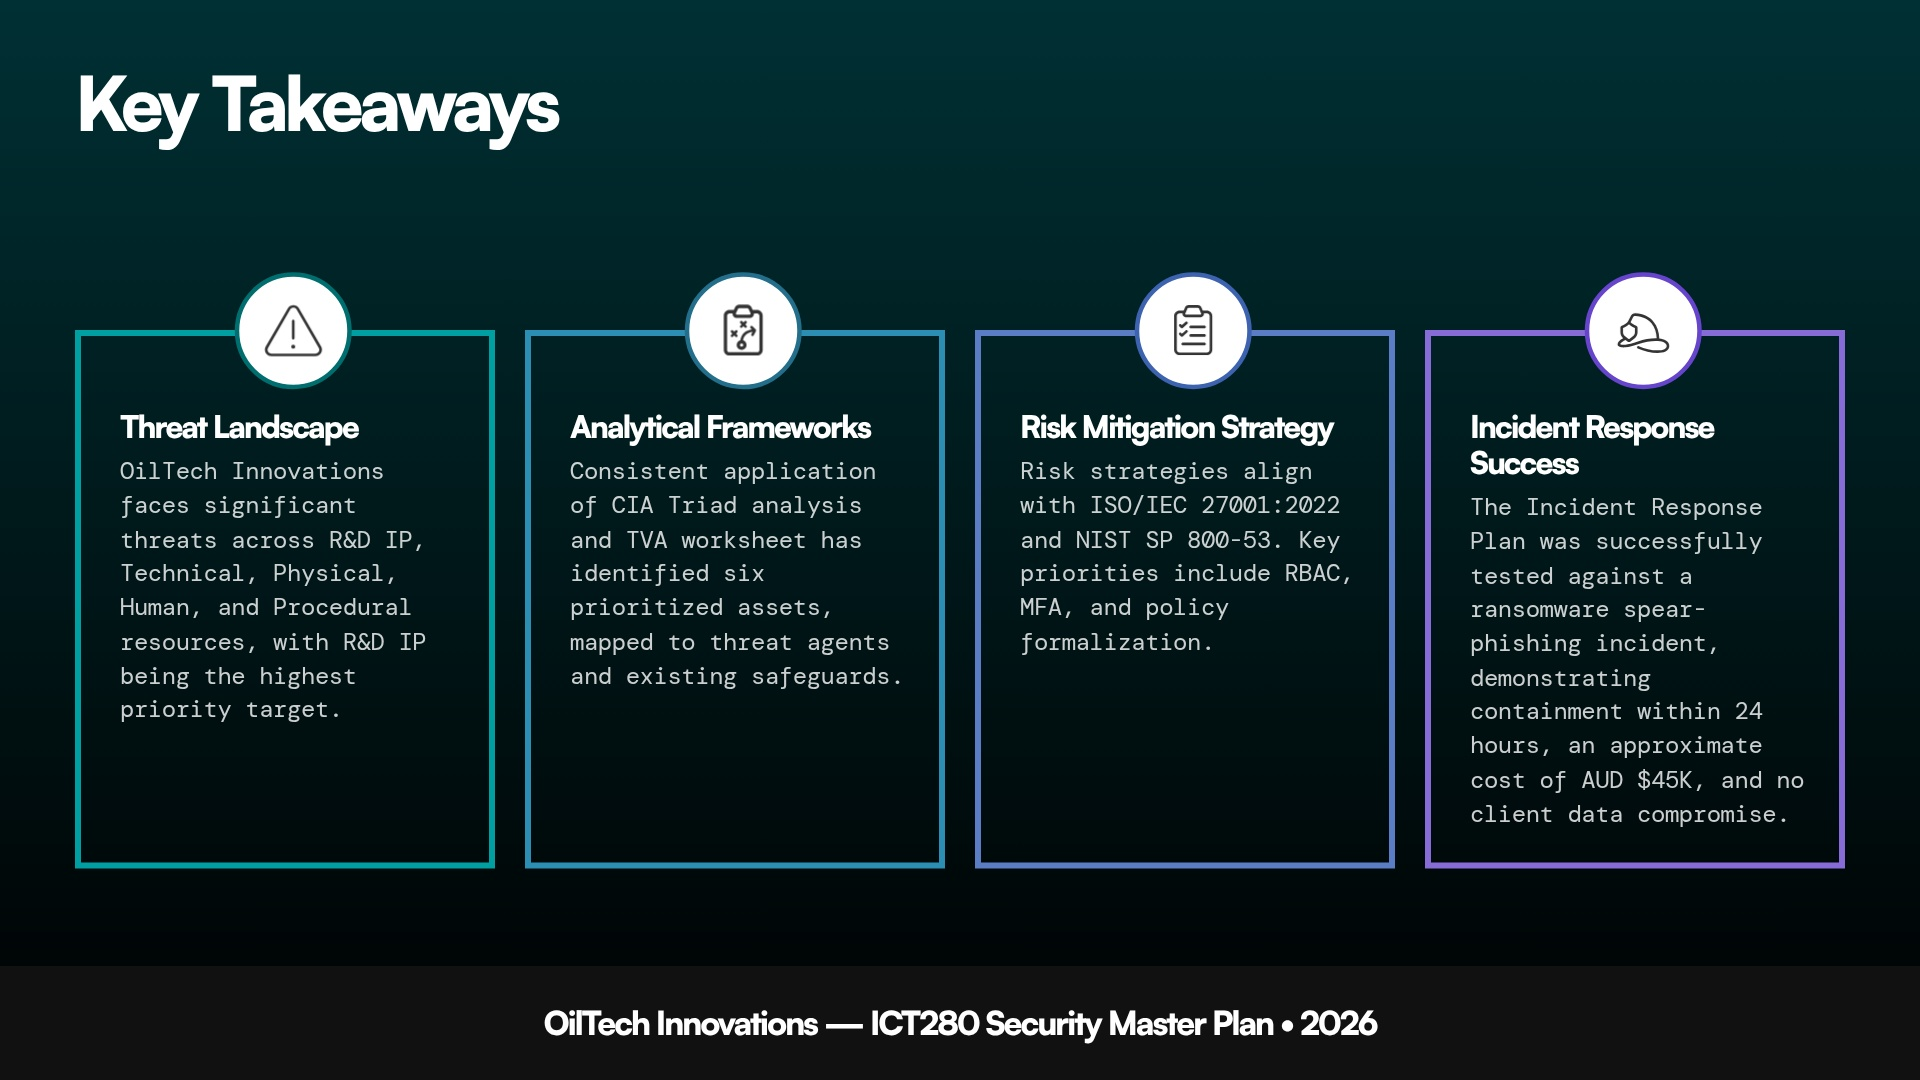 Key Takeaways
Threat Landscape
OilTech Innovations
faces significant
threats across R&D IP,
Technical, Physical,
Human, and Procedural
resources, with R&D IP
being the highest
priority target.
Analytical Frameworks
Consistent application
of CIA Triad analysis
and TVA worksheet has
identified six
prioritized assets,
mapped to threat agents
and existing safeguards.
Risk Mitigation Strategy
Risk strategies align
with ISO/IEC 27001:2022
and NIST SP 800-53. Key
priorities include RBAC,
MFA, and policy
formalization.
Incident Response
Success
The Incident Response
Plan was successfully
tested against a
ransomware spear-
phishing incident,
demonstrating
containment within 24
hours, an approximate
cost of AUD $45K, and no
client data compromise.
OilTech Innovations — ICT280 Security Master Plan • 2026